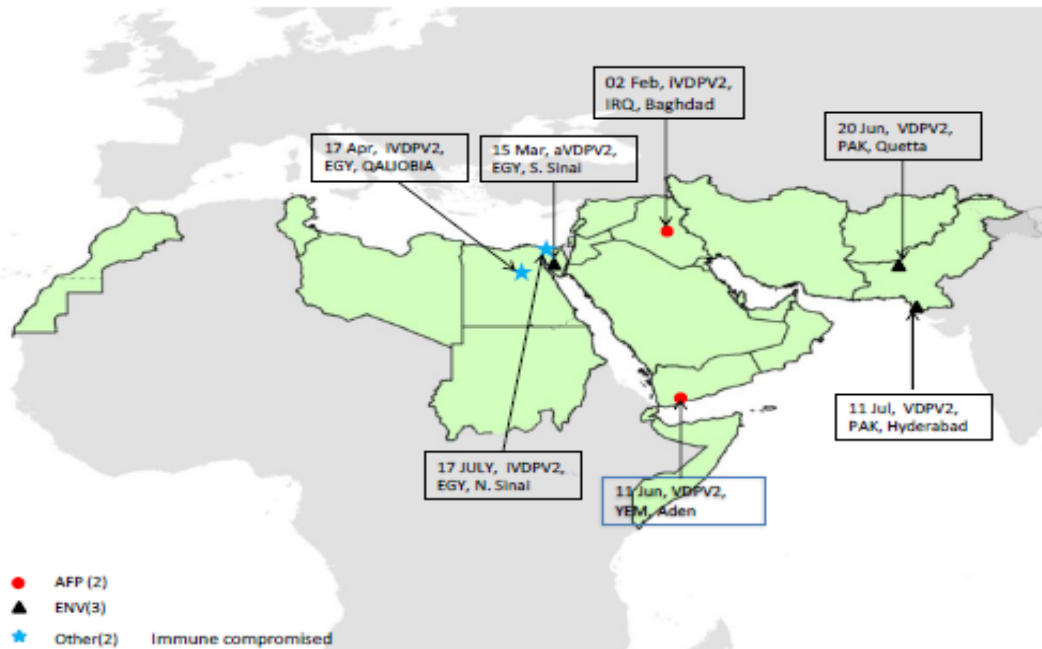 02 Feb, iVDPV2,
IRQ, Baghdad
17 Apr, iVDPV2,
EGY, QALIOBIA
15 Mar, aVDPV2,
EGY, S. Sinai
20 Jun, VDPV2,
PAK, Quetta
11 Jul, VDPV2,
PAK, Hyderabad
17 JULY, iVDPV2,
EGY, N. Sinai
11 Jun, VDPV2,
YEM, Aden
AFP (2)
ENV(3)
Other(2) Immune compromised